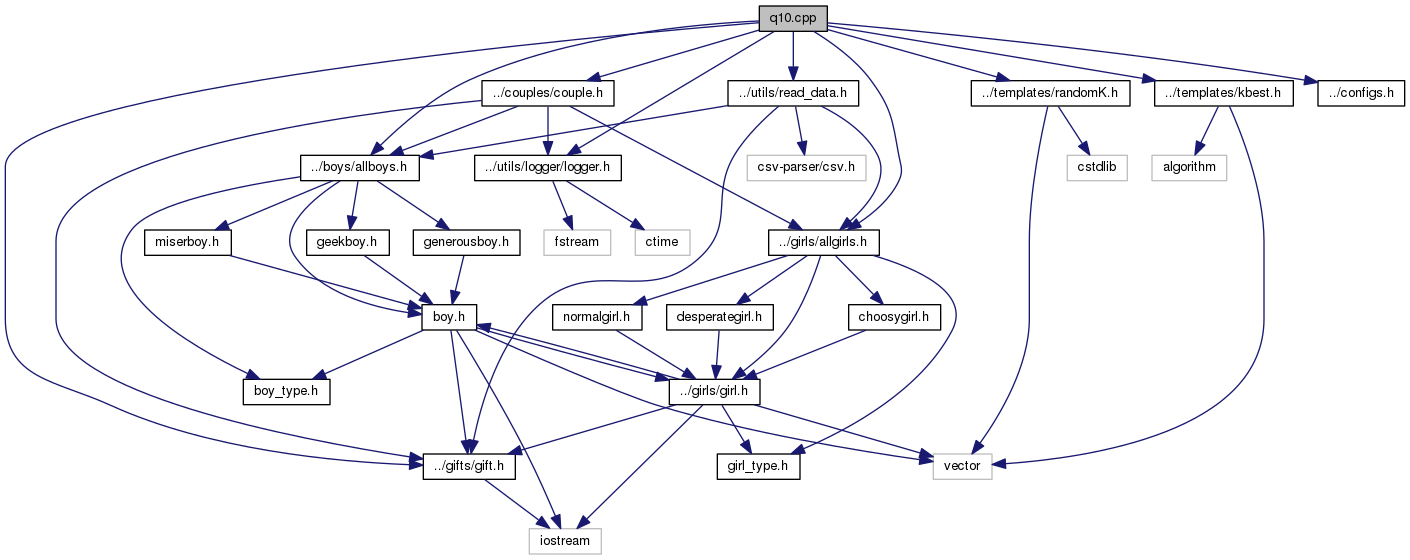 q10.cpp
../couples/couple.h
../utils/read_data.h
../templates/randomK.h
../templates/kbest.h
../configs.h
../boys/allboys.h
../utils/logger/logger.h
csv-parser/csv.h
cstdlib
algorithm
miserboy.h
geekboy.h
generousboy.h
fstream
ctime
../girls/allgirls.h
boy.h
normalgirl.h
desperategirl.h
choosygirl.h
boy_type.h
../girls/girl.h
../gifts/gift.h
girl_type.h
vector
iostream